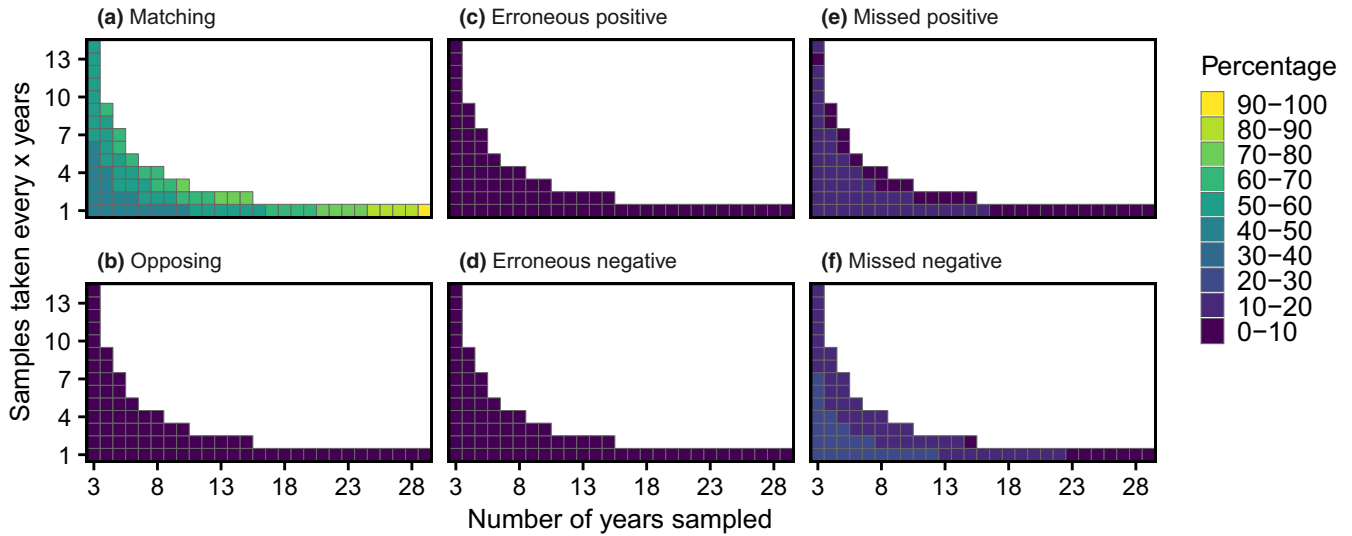 (a) Matching
(c) Erroneous positive
(e) Missed positive
13
10
7
4
1
(b) Opposing
(d) Erroneous negative
(f) Missed negative
13
10
7
4
1
3 8 13 18 23 28
3 8 13 18 23 28
3 8 13 18 23 28
Samples taken every x years
Number of years sampled
Percentage
90−100
80−90
70−80
60−70
50−60
40−50
30−40
20−30
10−20
0−10